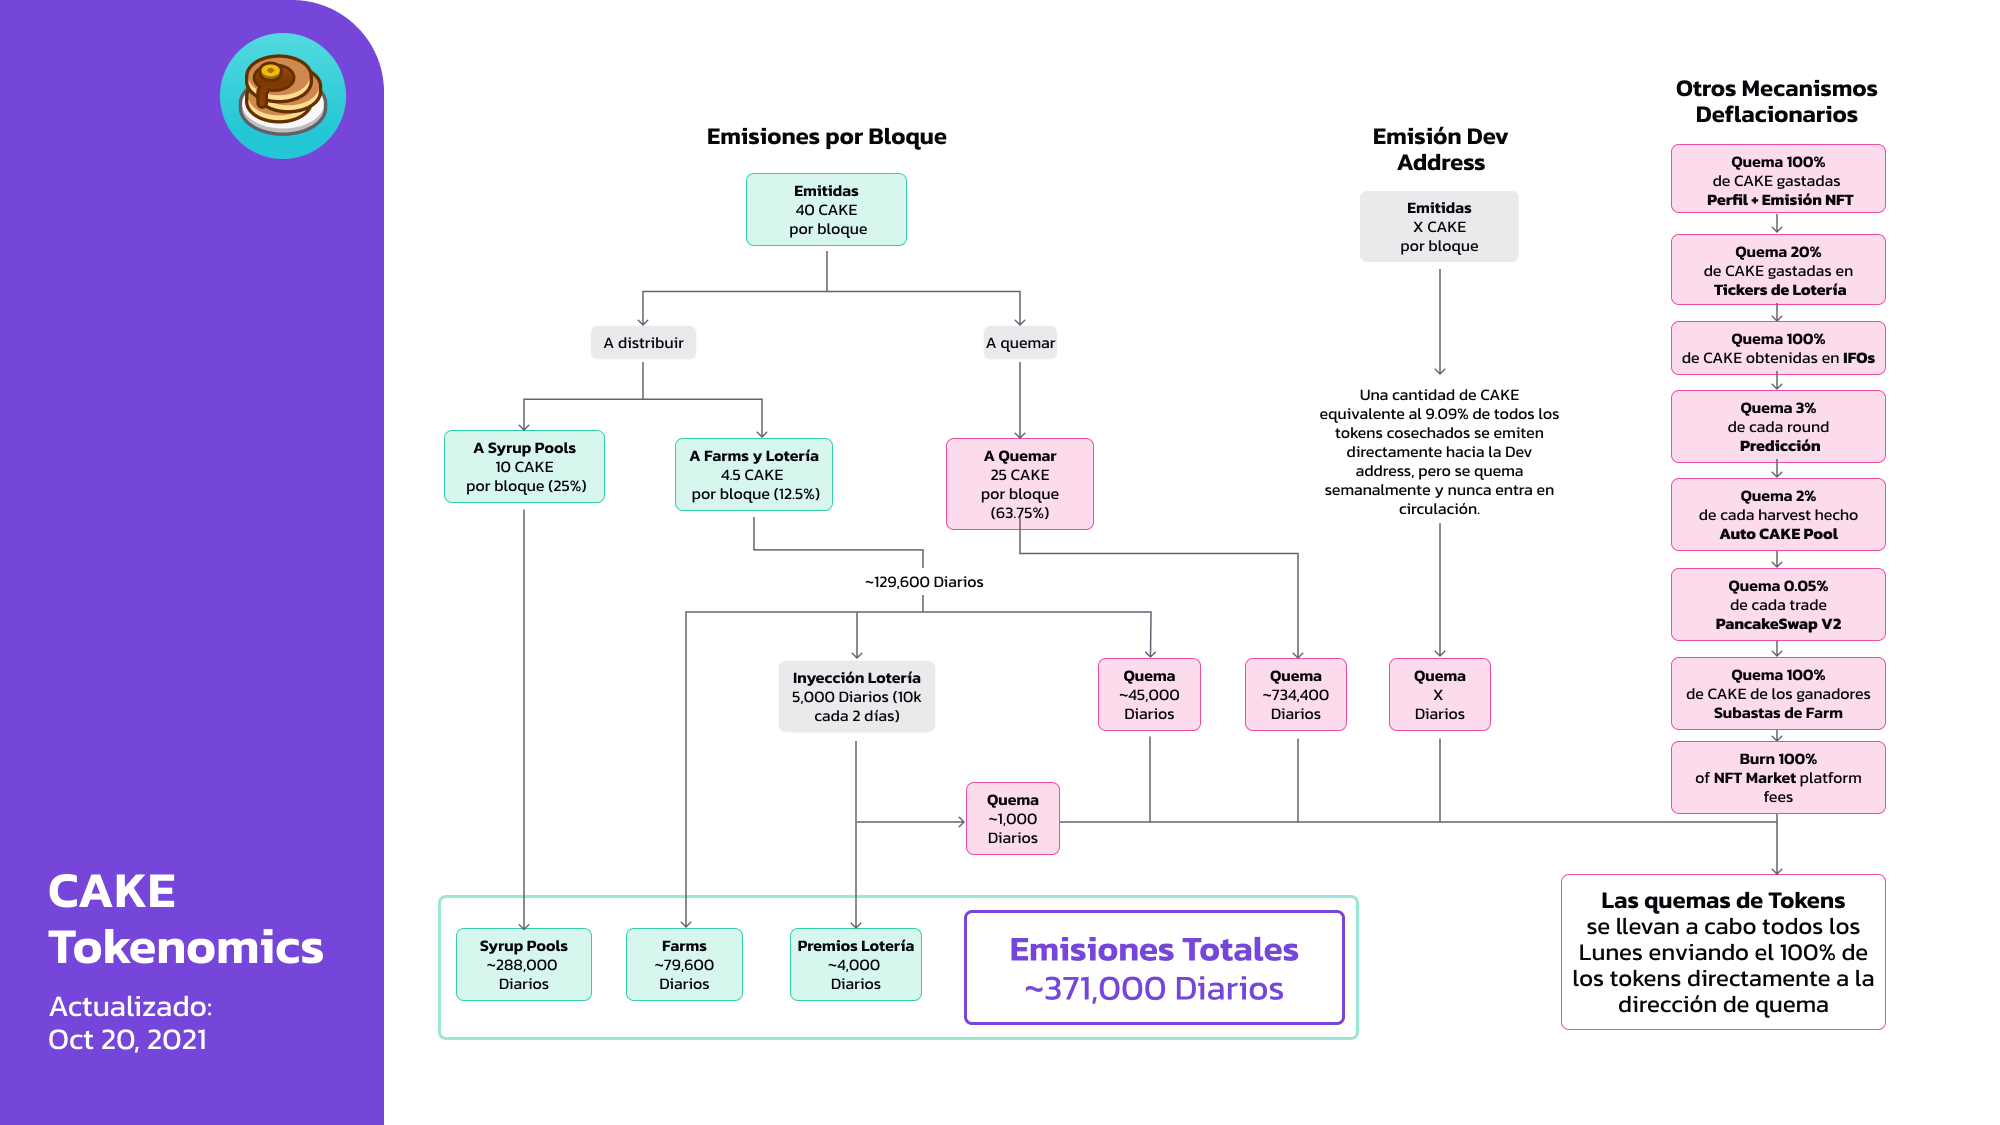 CAKE
Tokenomics
Actualizado:
Oct 20, 2021
Emisiones por Bloque
Emitidas
40 CAKE
por bloque
A distribuir
A quemar
A Syrup Pools
10 CAKE
por bloque (25%)
A Farms y Lotería
4.5 CAKE
por bloque (12.5%)
A Quemar
25 CAKE
por bloque
(63.75%)
~129,600 Diarios
Inyección Lotería
5,000 Diarios (10k
cada 2 días)
Quema
~45,000
Diarios
Quema
~734,400
Diarios
Quema
X
Diarios
Quema
~1,000
Diarios
Syrup Pools
~288,000
Diarios
Farms
~79,600
Diarios
Premios Lotería
~4,000
Diarios
Emisiones Totales
~371,000 Diarios
Emisión Dev
Address
Emitidas
X CAKE
por bloque
Una cantidad de CAKE
equivalente al 9.09% de todos los
tokens cosechados se emiten
directamente hacia la Dev
address, pero se quema
semanalmente y nunca entra en
circulación.
Otros Mecanismos
Deflacionarios
Quema 100%
de CAKE gastadas
Perfil + Emisión NFT
Quema 20%
de CAKE gastadas en
Tickers de Lotería
Quema 100%
de CAKE obtenidas en IFOs
Quema 3%
de cada round
Predicción
Quema 2%
de cada harvest hecho
Auto CAKE Pool
Quema 0.05%
de cada trade
PancakeSwap V2
Quema 100%
de CAKE de los ganadores
Subastas de Farm
Burn 100%
of NFT Market platform
fees
Las quemas de Tokens
se llevan a cabo todos los
Lunes enviando el 100% de
los tokens directamente a la
dirección de quema